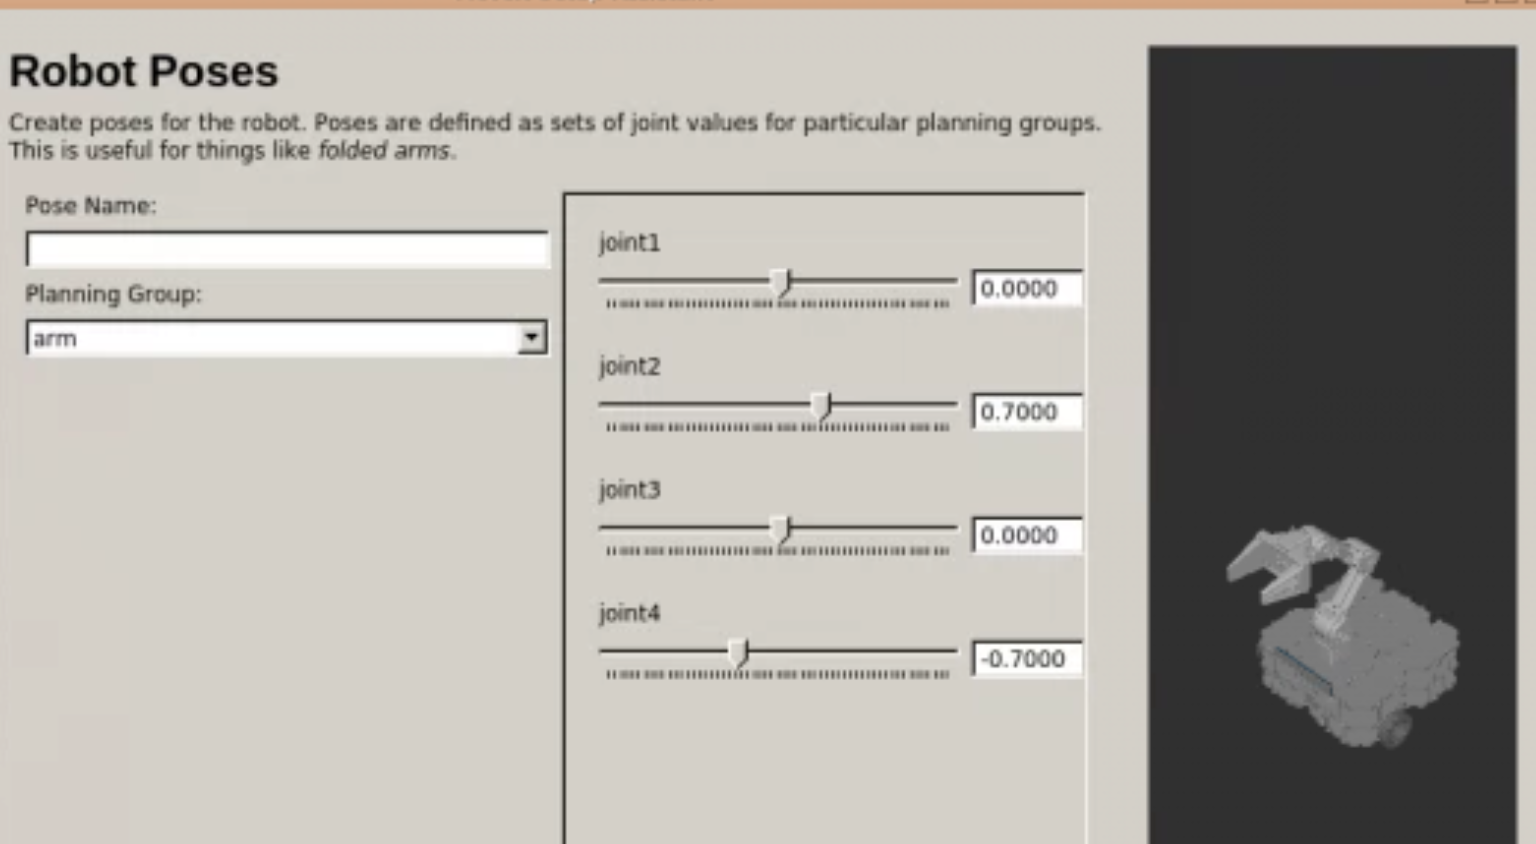 Robot Poses
Create poses for the robot. Poses are defined as sets of joint values for particular planning groups.
This is useful for things like folded arms.
Pose Name:
Planning Group:
arm
joint1
0.0000
joint2
0.7000
joint3
0.0000
joint4
-0.7000